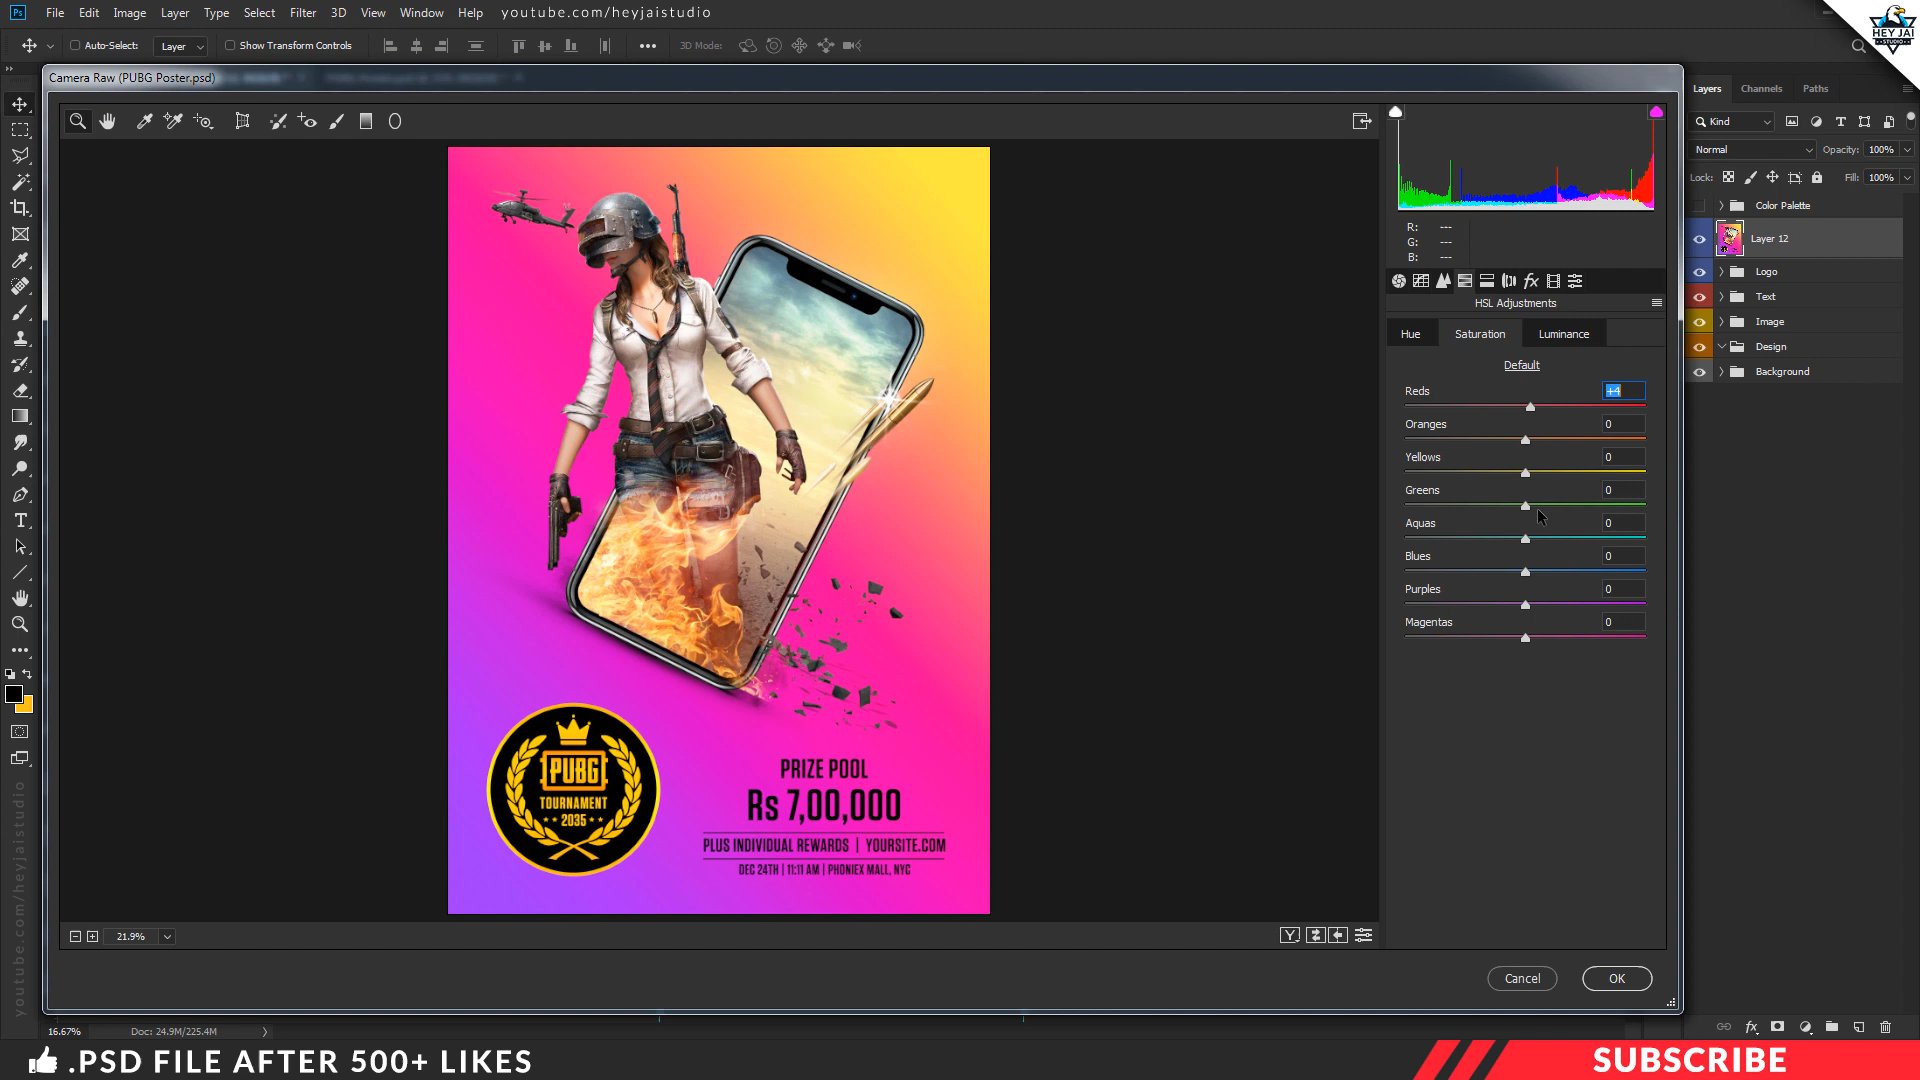 Ps File Edit Image Layer Type Select Filter 3D View Window Help youtube.com/heyjaistudio
Auto-Select: Layer Show Transform Controls 3D Mode:
HEY JAI
STUDIO
Camera Raw (PUBG Poster.psd)
R: ---
G: ---
B: ---
HSL Adjustments
Hue Saturation Luminance
Default
Reds +4
Oranges 0
Yellows 0
Greens 0
Aquas 0
Blues 0
Purples 0
Magentas 0
Layers Channels Paths
Kind
Normal Opacity: 100%
Lock: Fill: 100%
Color Palette
Layer 12
Logo
Text
Image
Design
Background
PUBG
TOURNAMENT
2035
PRIZE POOL
Rs 7,00,000
PLUS INDIVIDUAL REWARDS | YOURSITE.COM
DEC 24TH | 11:11 AM | PHONIEX MALL, NYC
21.9%
Cancel OK
youtube.com/heyjaistudio
16.67% Doc: 24.9M/225.4M
.PSD FILE AFTER 500+ LIKES
SUBSCRIBE